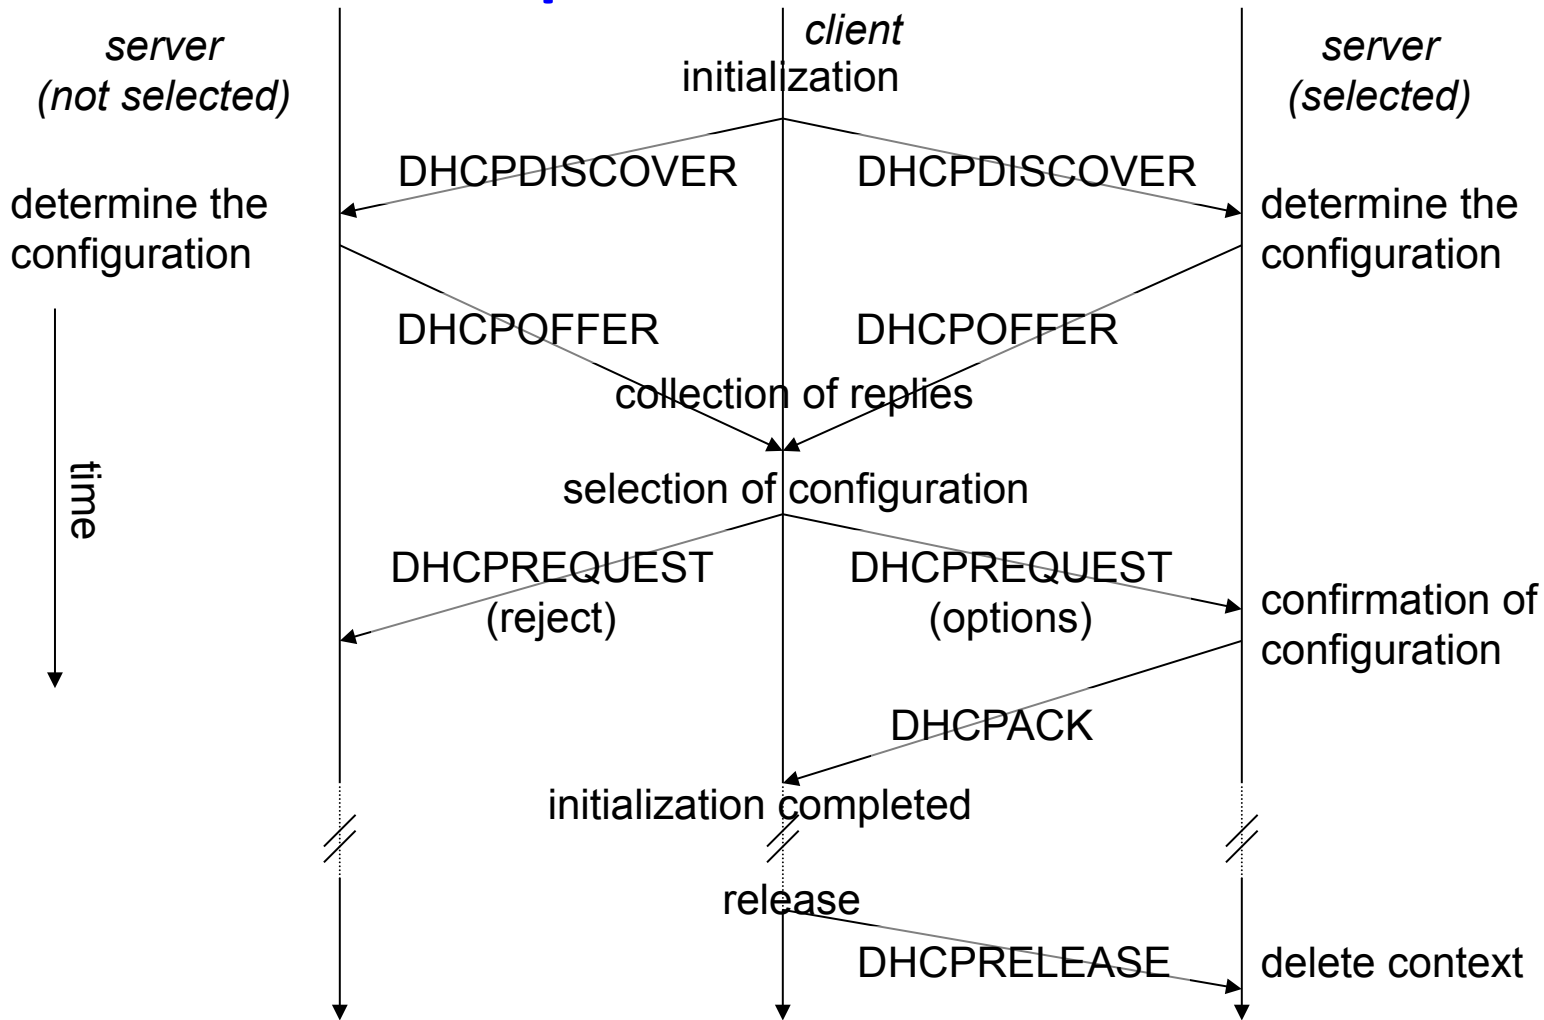 server
(not selected)
client
initialization
server
(selected)
DHCPDISCOVER
DHCPDISCOVER
determine the
configuration
determine the
configuration
DHCPOFFER
DHCPOFFER
collection of replies
time
selection of configuration
DHCPREQUEST
(reject)
DHCPREQUEST
(options)
confirmation of
configuration
DHCPACK
initialization completed
release
DHCPRELEASE
delete context